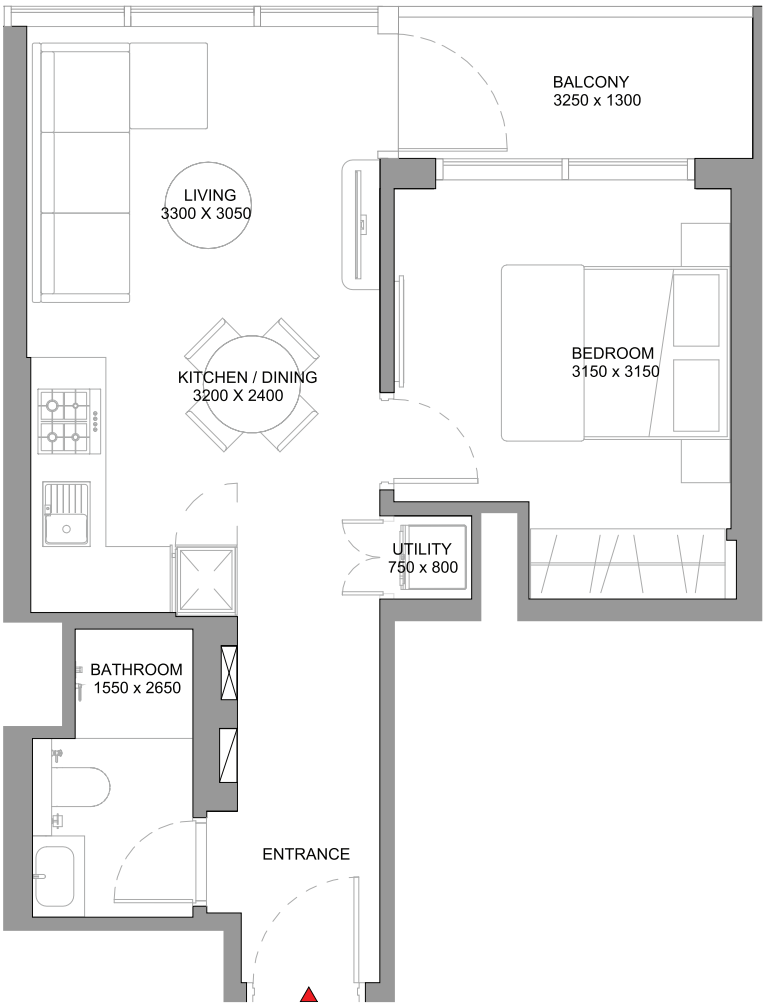 BALCONY
3250 x 1300
LIVING
3300 X 3050
BEDROOM
3150 x 3150
KITCHEN / DINING
3200 X 2400
UTILITY
750 x 800
BATHROOM
1550 x 2650
ENTRANCE